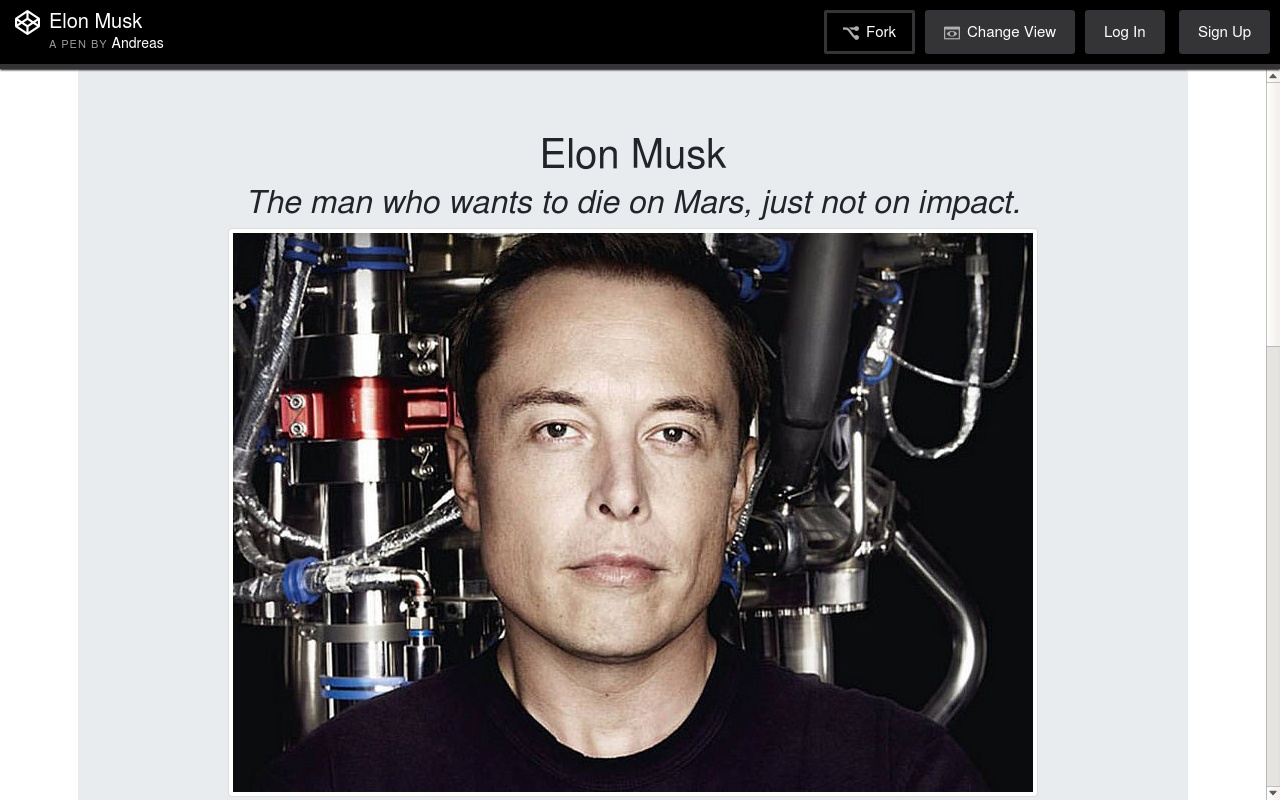 Elon Musk
A PEN BY Andreas
Fork
Change View
Log In
Sign Up
Elon Musk
The man who wants to die on Mars, just not on impact.